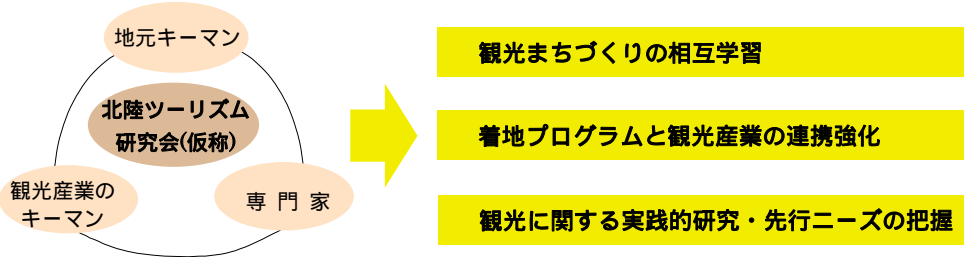 地元キーマン
北陸ツーリズム
研究会(仮称)
観光産業の
キーマン
専 門 家
観光まちづくりの相互学習
着地プログラムと観光産業の連携強化
観光に関する実践的研究・先行ニーズの把握